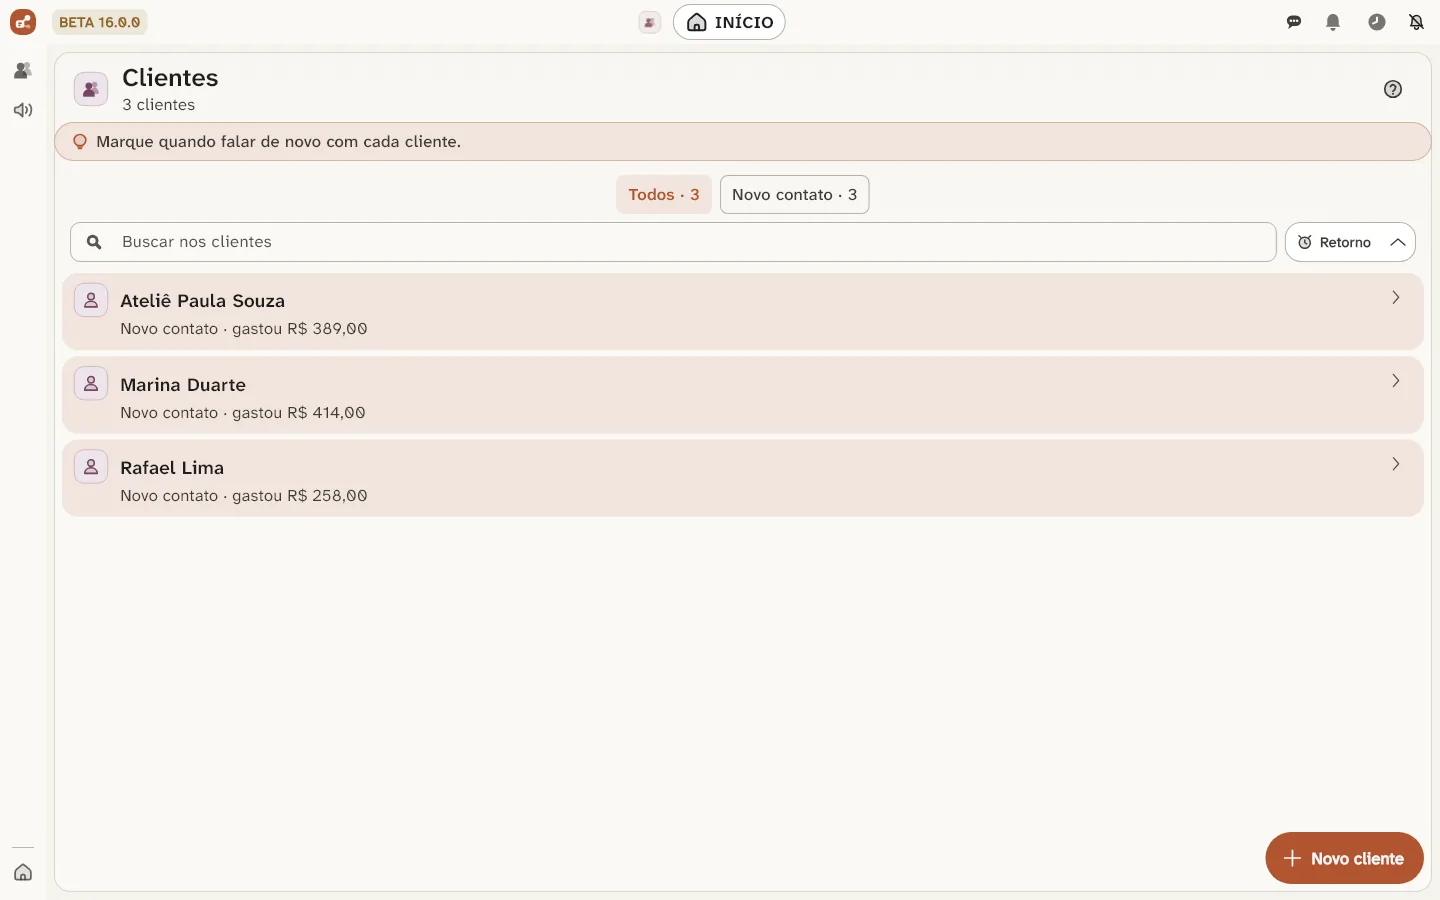 BETA 16.0.0
INÍCIO
Clientes
3 clientes
Marque quando falar de novo com cada cliente.
Todos · 3
Novo contato · 3
Buscar nos clientes
Retorno
Ateliê Paula Souza
Novo contato · gastou R$ 389,00
Marina Duarte
Novo contato · gastou R$ 414,00
Rafael Lima
Novo contato · gastou R$ 258,00
Novo cliente